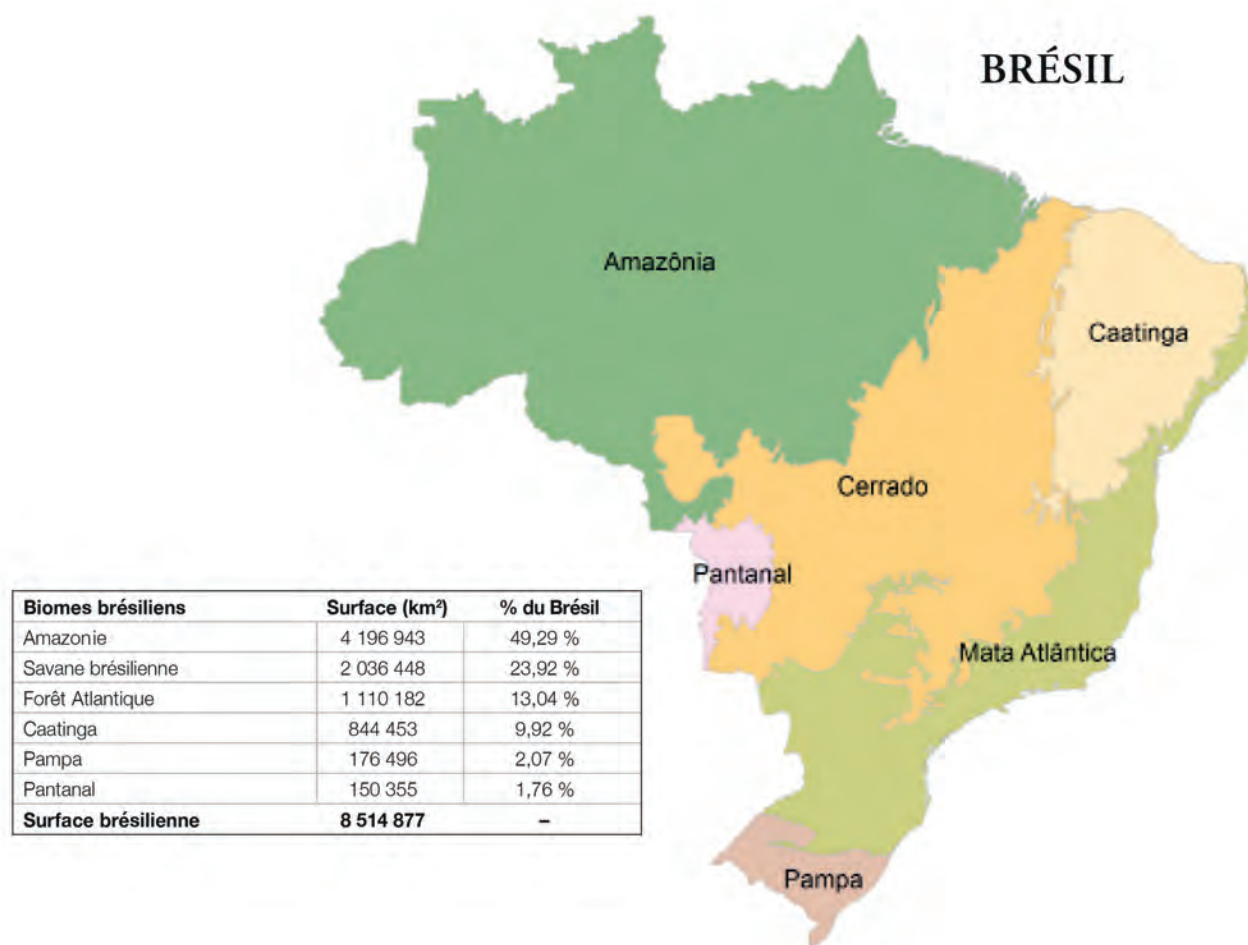 BRÉSIL
Amazônia
Caatinga
Cerrado
Pantanal
Mata Atlântica
Pampa
Biomes brésiliens Surface (km²) % du Brésil
Amazonie 4 196 943 49,29 %
Savane brésilienne 2 036 448 23,92 %
Forêt Atlantique 1 110 182 13,04 %
Caatinga 844 453 9,92 %
Pampa 176 496 2,07 %
Pantanal 150 355 1,76 %
Surface brésilienne 8 514 877 –